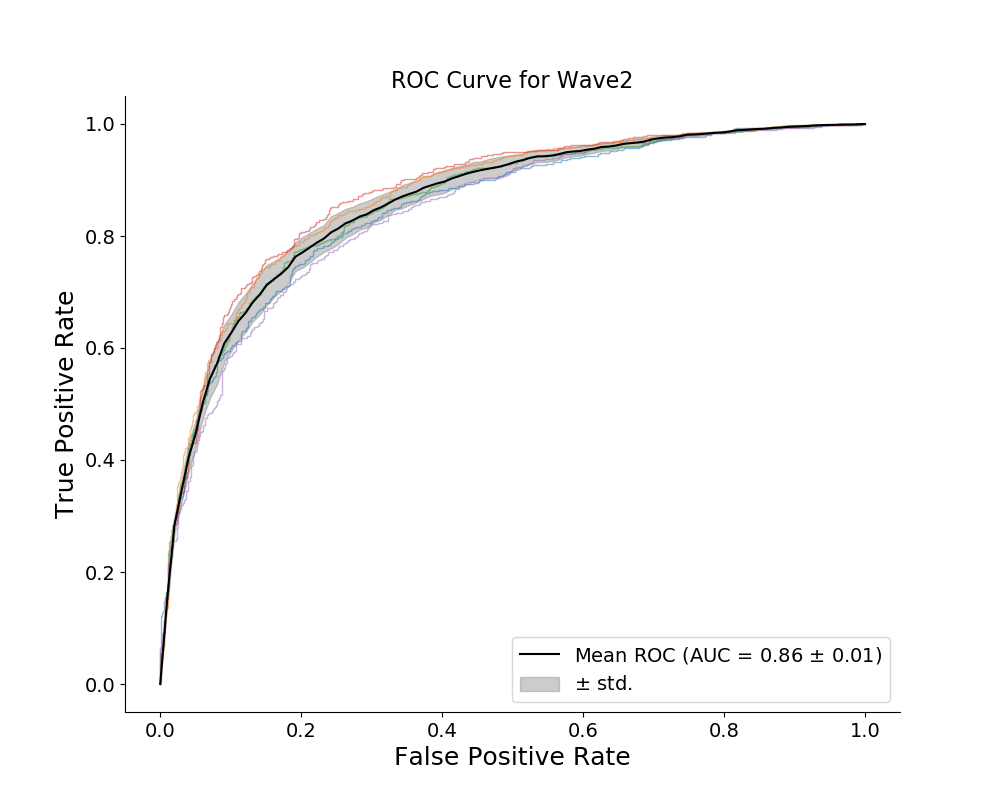 ROC Curve for Wave2
True Positive Rate
1.0
0.8
0.6
0.4
0.2
0.0
Mean ROC (AUC = 0.86 ± 0.01)
± std.
0.0 0.2 0.4 0.6 0.8 1.0
False Positive Rate